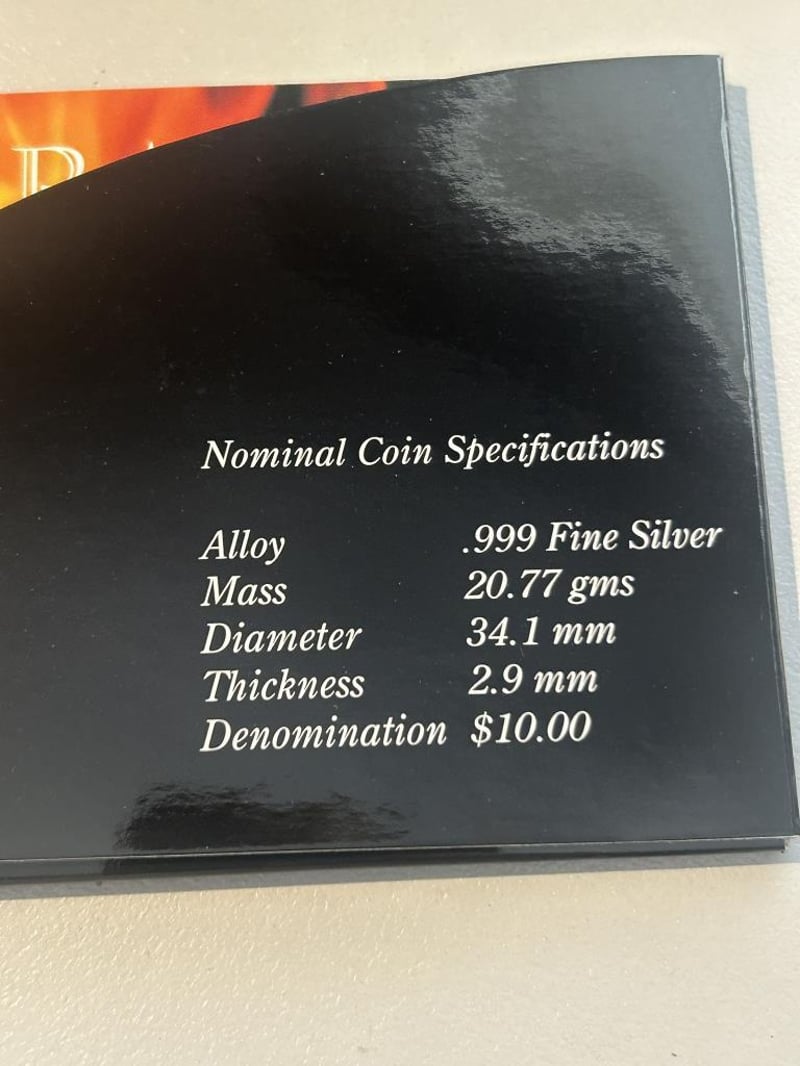 Nominal Coin Specifications
Alloy .999 Fine Silver
Mass 20.77 gms
Diameter 34.1 mm
Thickness 2.9 mm
Denomination $10.00